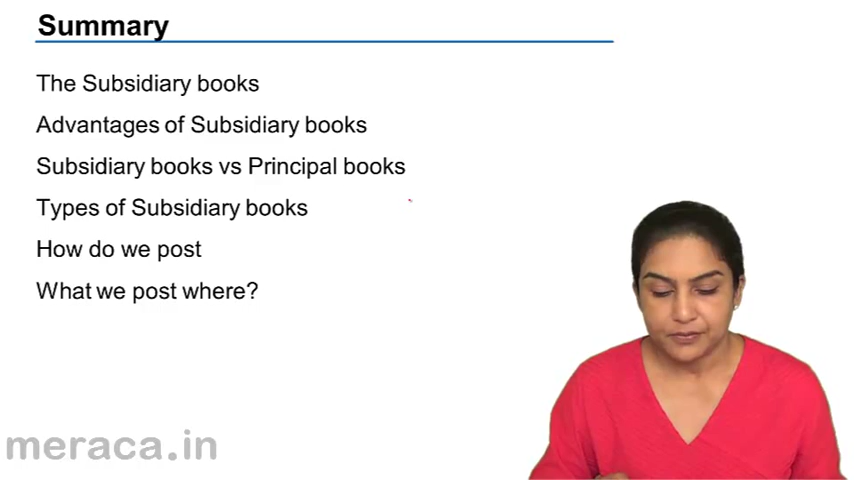 Summary
The Subsidiary books
Advantages of Subsidiary books
Subsidiary books vs Principal books
Types of Subsidiary books
How do we post
What we post where?
meraca.in